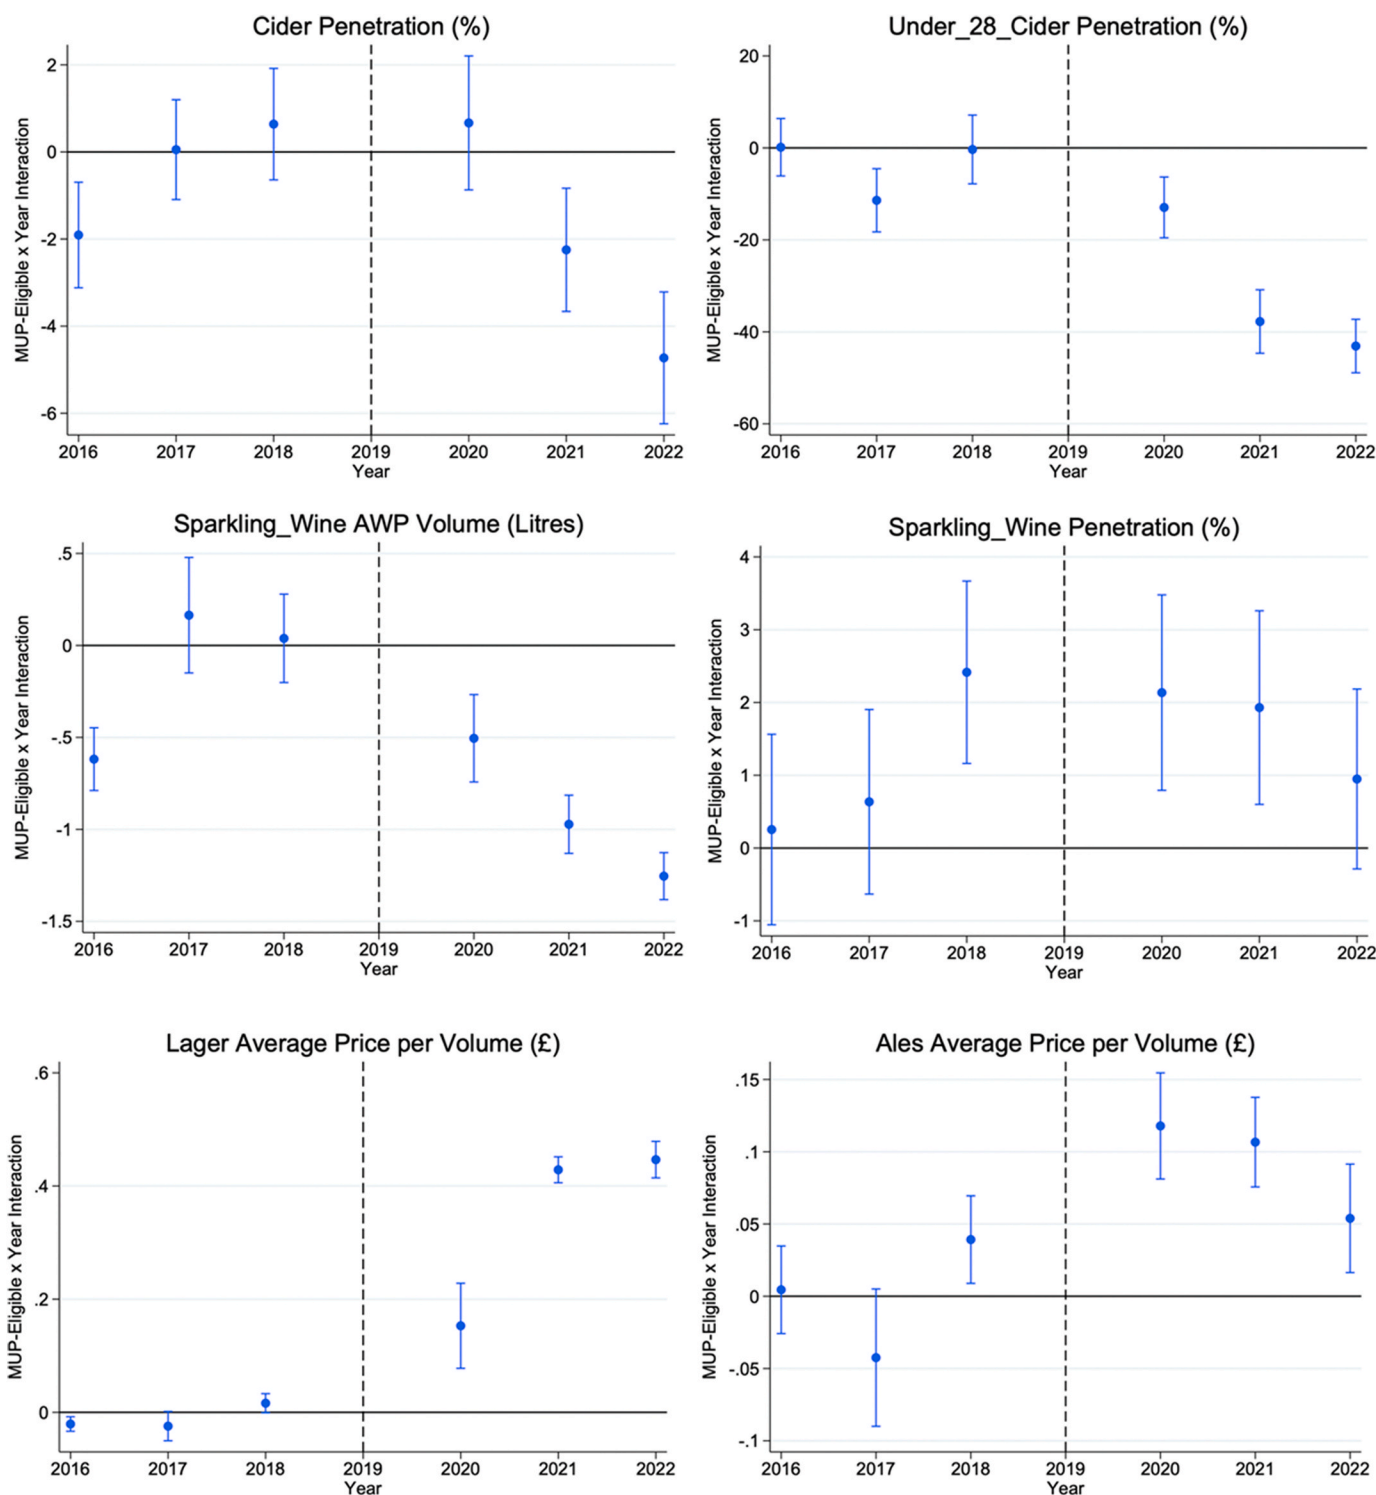 Cider Penetration (%)
MUP-Eligible x Year Interaction
2
0
-2
-4
-6
2016 2017 2018 2019 2020 2021 2022
Year
Under_28_Cider Penetration (%)
MUP-Eligible x Year Interaction
20
0
-20
-40
-60
2016 2017 2018 2019 2020 2021 2022
Year
Sparkling_Wine AWP Volume (Litres)
MUP-Eligible x Year Interaction
.5
0
-.5
-1
-1.5
2016 2017 2018 2019 2020 2021 2022
Year
Sparkling_Wine Penetration (%)
MUP-Eligible x Year Interaction
4
3
2
1
0
-1
2016 2017 2018 2019 2020 2021 2022
Year
Lager Average Price per Volume (£)
MUP-Eligible x Year Interaction
.6
.4
.2
0
2016 2017 2018 2019 2020 2021 2022
Year
Ales Average Price per Volume (£)
MUP-Eligible x Year Interaction
.15
.1
.05
0
-.05
-.1
2016 2017 2018 2019 2020 2021 2022
Year